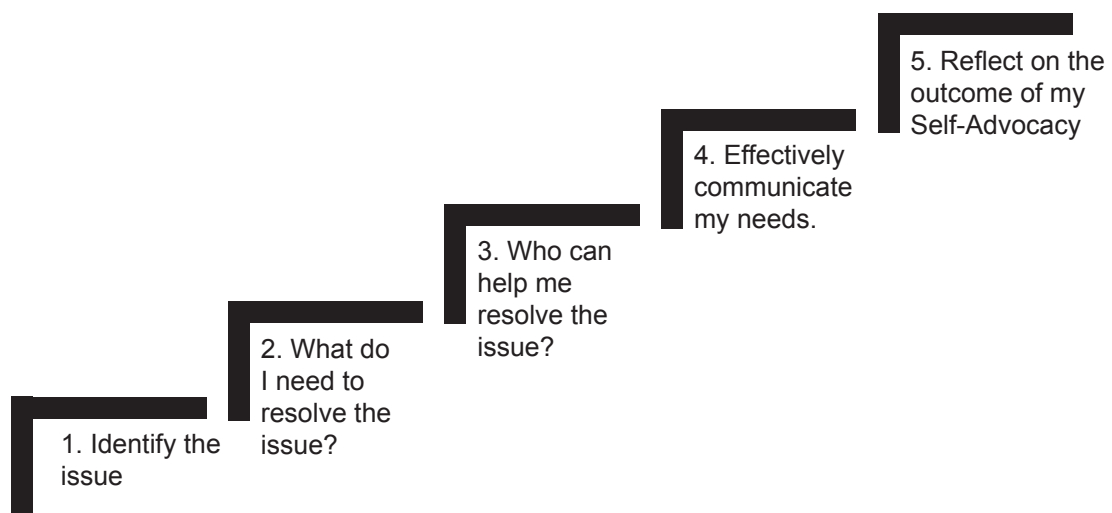 1. Identify the
issue
2. What do
I need to
resolve the
issue?
3. Who can
help me
resolve the
issue?
4. Effectively
communicate
my needs.
5. Reflect on the
outcome of my
Self-Advocacy